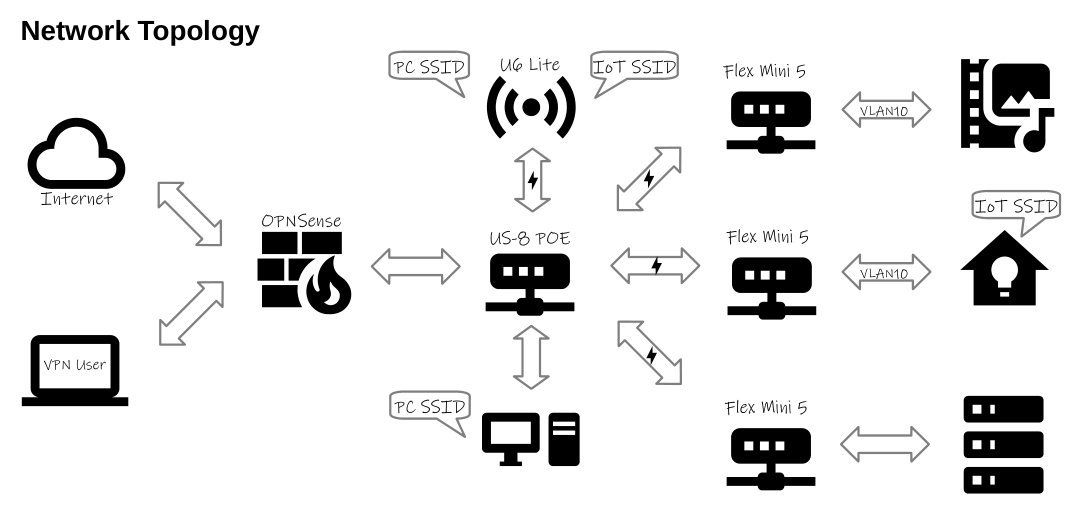 Network Topology
PC SSID
U6 Lite
IoT SSID
Flex Mini 5
VLAN10
Internet
IoT SSID
OPNSense
US-8 POE
Flex Mini 5
VLAN10
VPN User
PC SSID
Flex Mini 5